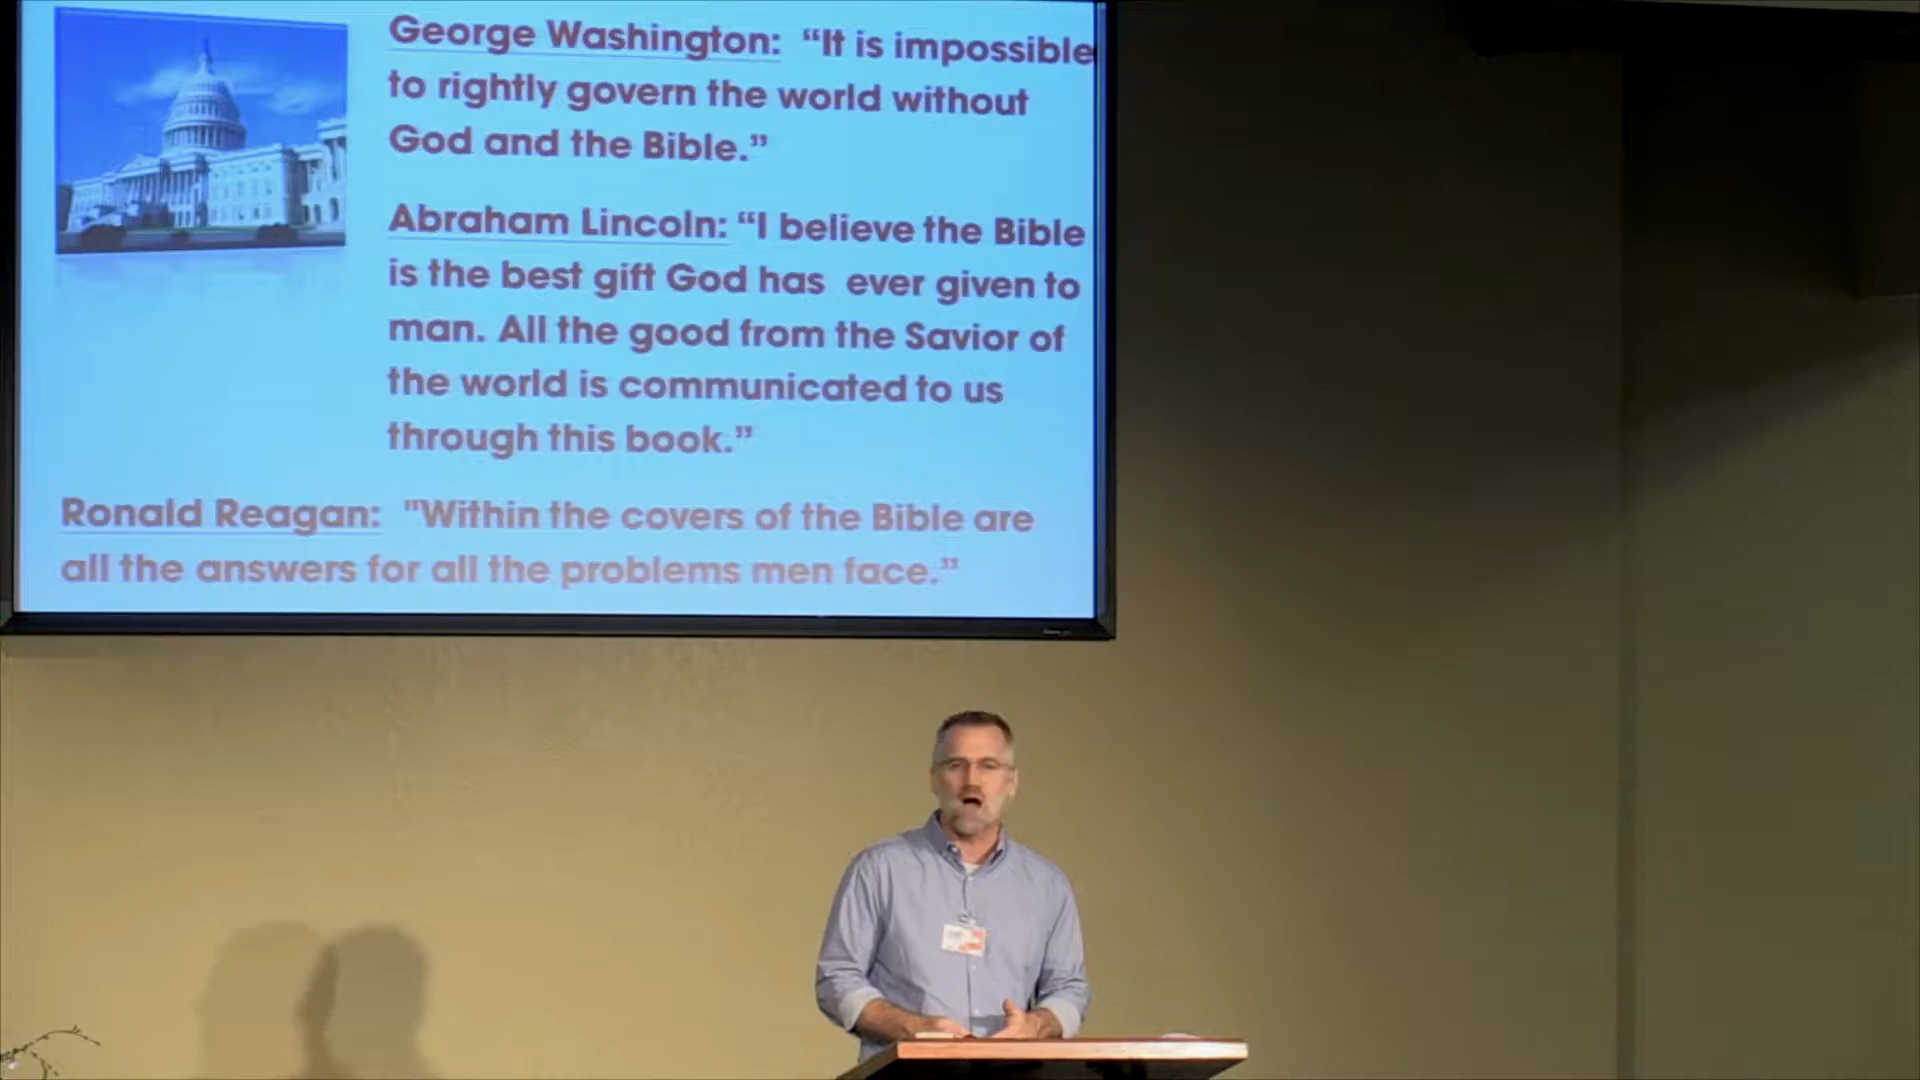 George Washington: “It is impossible
to rightly govern the world without
God and the Bible.”
Abraham Lincoln: “I believe the Bible
is the best gift God has ever given to
man. All the good from the Savior of
the world is communicated to us
through this book.”
Ronald Reagan: "Within the covers of the Bible are
all the answers for all the problems men face.”